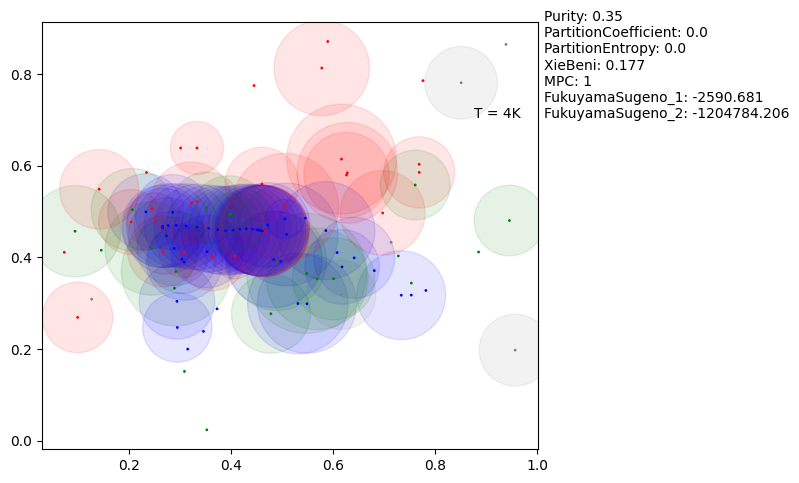 Purity: 0.35
PartitionCoefficient: 0.0
PartitionEntropy: 0.0
XieBeni: 0.177
MPC: 1
FukuyamaSugeno_1: -2590.681
FukuyamaSugeno_2: -1204784.206
T = 4K
0.8
0.6
0.4
0.2
0.0
0.2 0.4 0.6 0.8 1.0